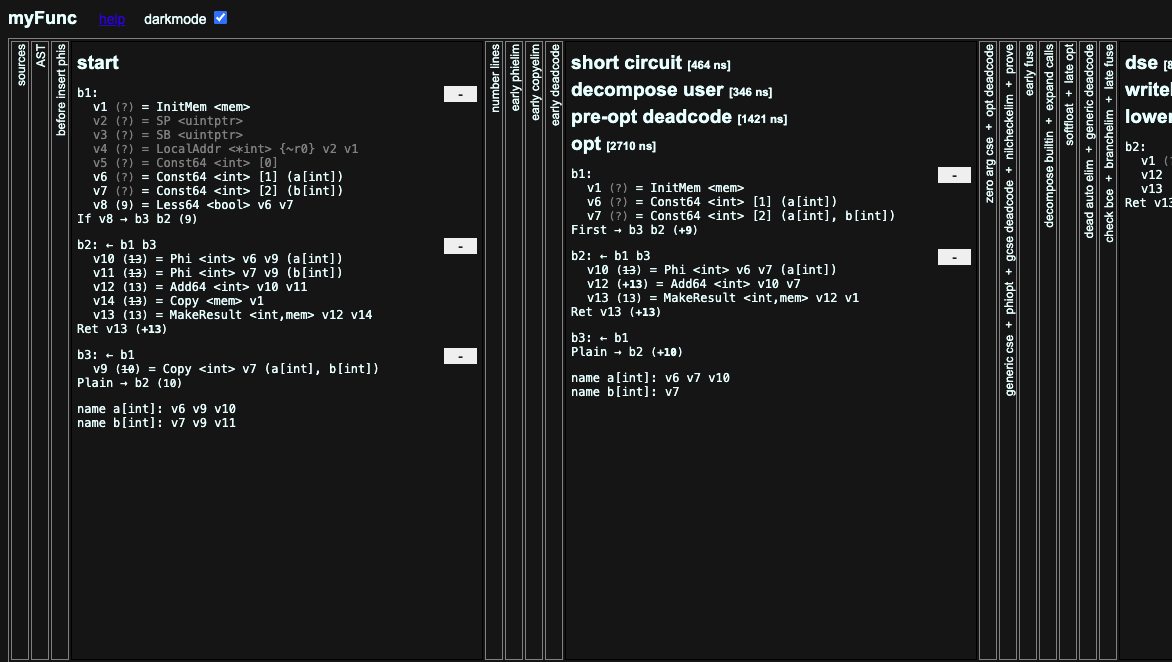 myFunc help darkmode
sources
AST
before insert phis
start
b1:
v1 (?) = InitMem <mem>
v2 (?) = SP <uintptr>
v3 (?) = SB <uintptr>
v4 (?) = LocalAddr <*int> {~r0} v2 v1
v5 (?) = Const64 <int> [0]
v6 (?) = Const64 <int> [1] (a[int])
v7 (?) = Const64 <int> [2] (b[int])
v8 (9) = Less64 <bool> v6 v7
If v8 → b3 b2 (9)
-
b2: ← b1 b3
v10 (13) = Phi <int> v6 v9 (a[int])
v11 (13) = Phi <int> v7 v9 (b[int])
v12 (13) = Add64 <int> v10 v11
v14 (13) = Copy <mem> v1
v13 (13) = MakeResult <int,mem> v12 v14
Ret v13 (+13)
-
b3: ← b1
v9 (10) = Copy <int> v7 (a[int], b[int])
Plain → b2 (10)
-
name a[int]: v6 v9 v10
name b[int]: v7 v9 v11
number lines
early phielim
early copyelim
early deadcode
short circuit [464 ns]
decompose user [346 ns]
pre-opt deadcode [1421 ns]
opt [2710 ns]
b1:
v1 (?) = InitMem <mem>
v6 (?) = Const64 <int> [1] (a[int])
v7 (?) = Const64 <int> [2] (a[int], b[int])
First → b3 b2 (+9)
-
b2: ← b1 b3
v10 (13) = Phi <int> v6 v7 (a[int])
v12 (+13) = Add64 <int> v10 v7
v13 (13) = MakeResult <int,mem> v12 v1
Ret v13 (+13)
-
b3: ← b1
Plain → b2 (+10)
name a[int]: v6 v7 v10
name b[int]: v7
zero arg cse + opt deadcode
generic cse + phiopt + gcse deadcode + nilcheckelim + prove
early fuse
decompose builtin + expand calls
softfloat + late opt
dead auto elim + generic deadcode
check bce + branchelim + late fuse
dse [8
write
lower
b2:
v1 (?
v12
v13
Ret v13